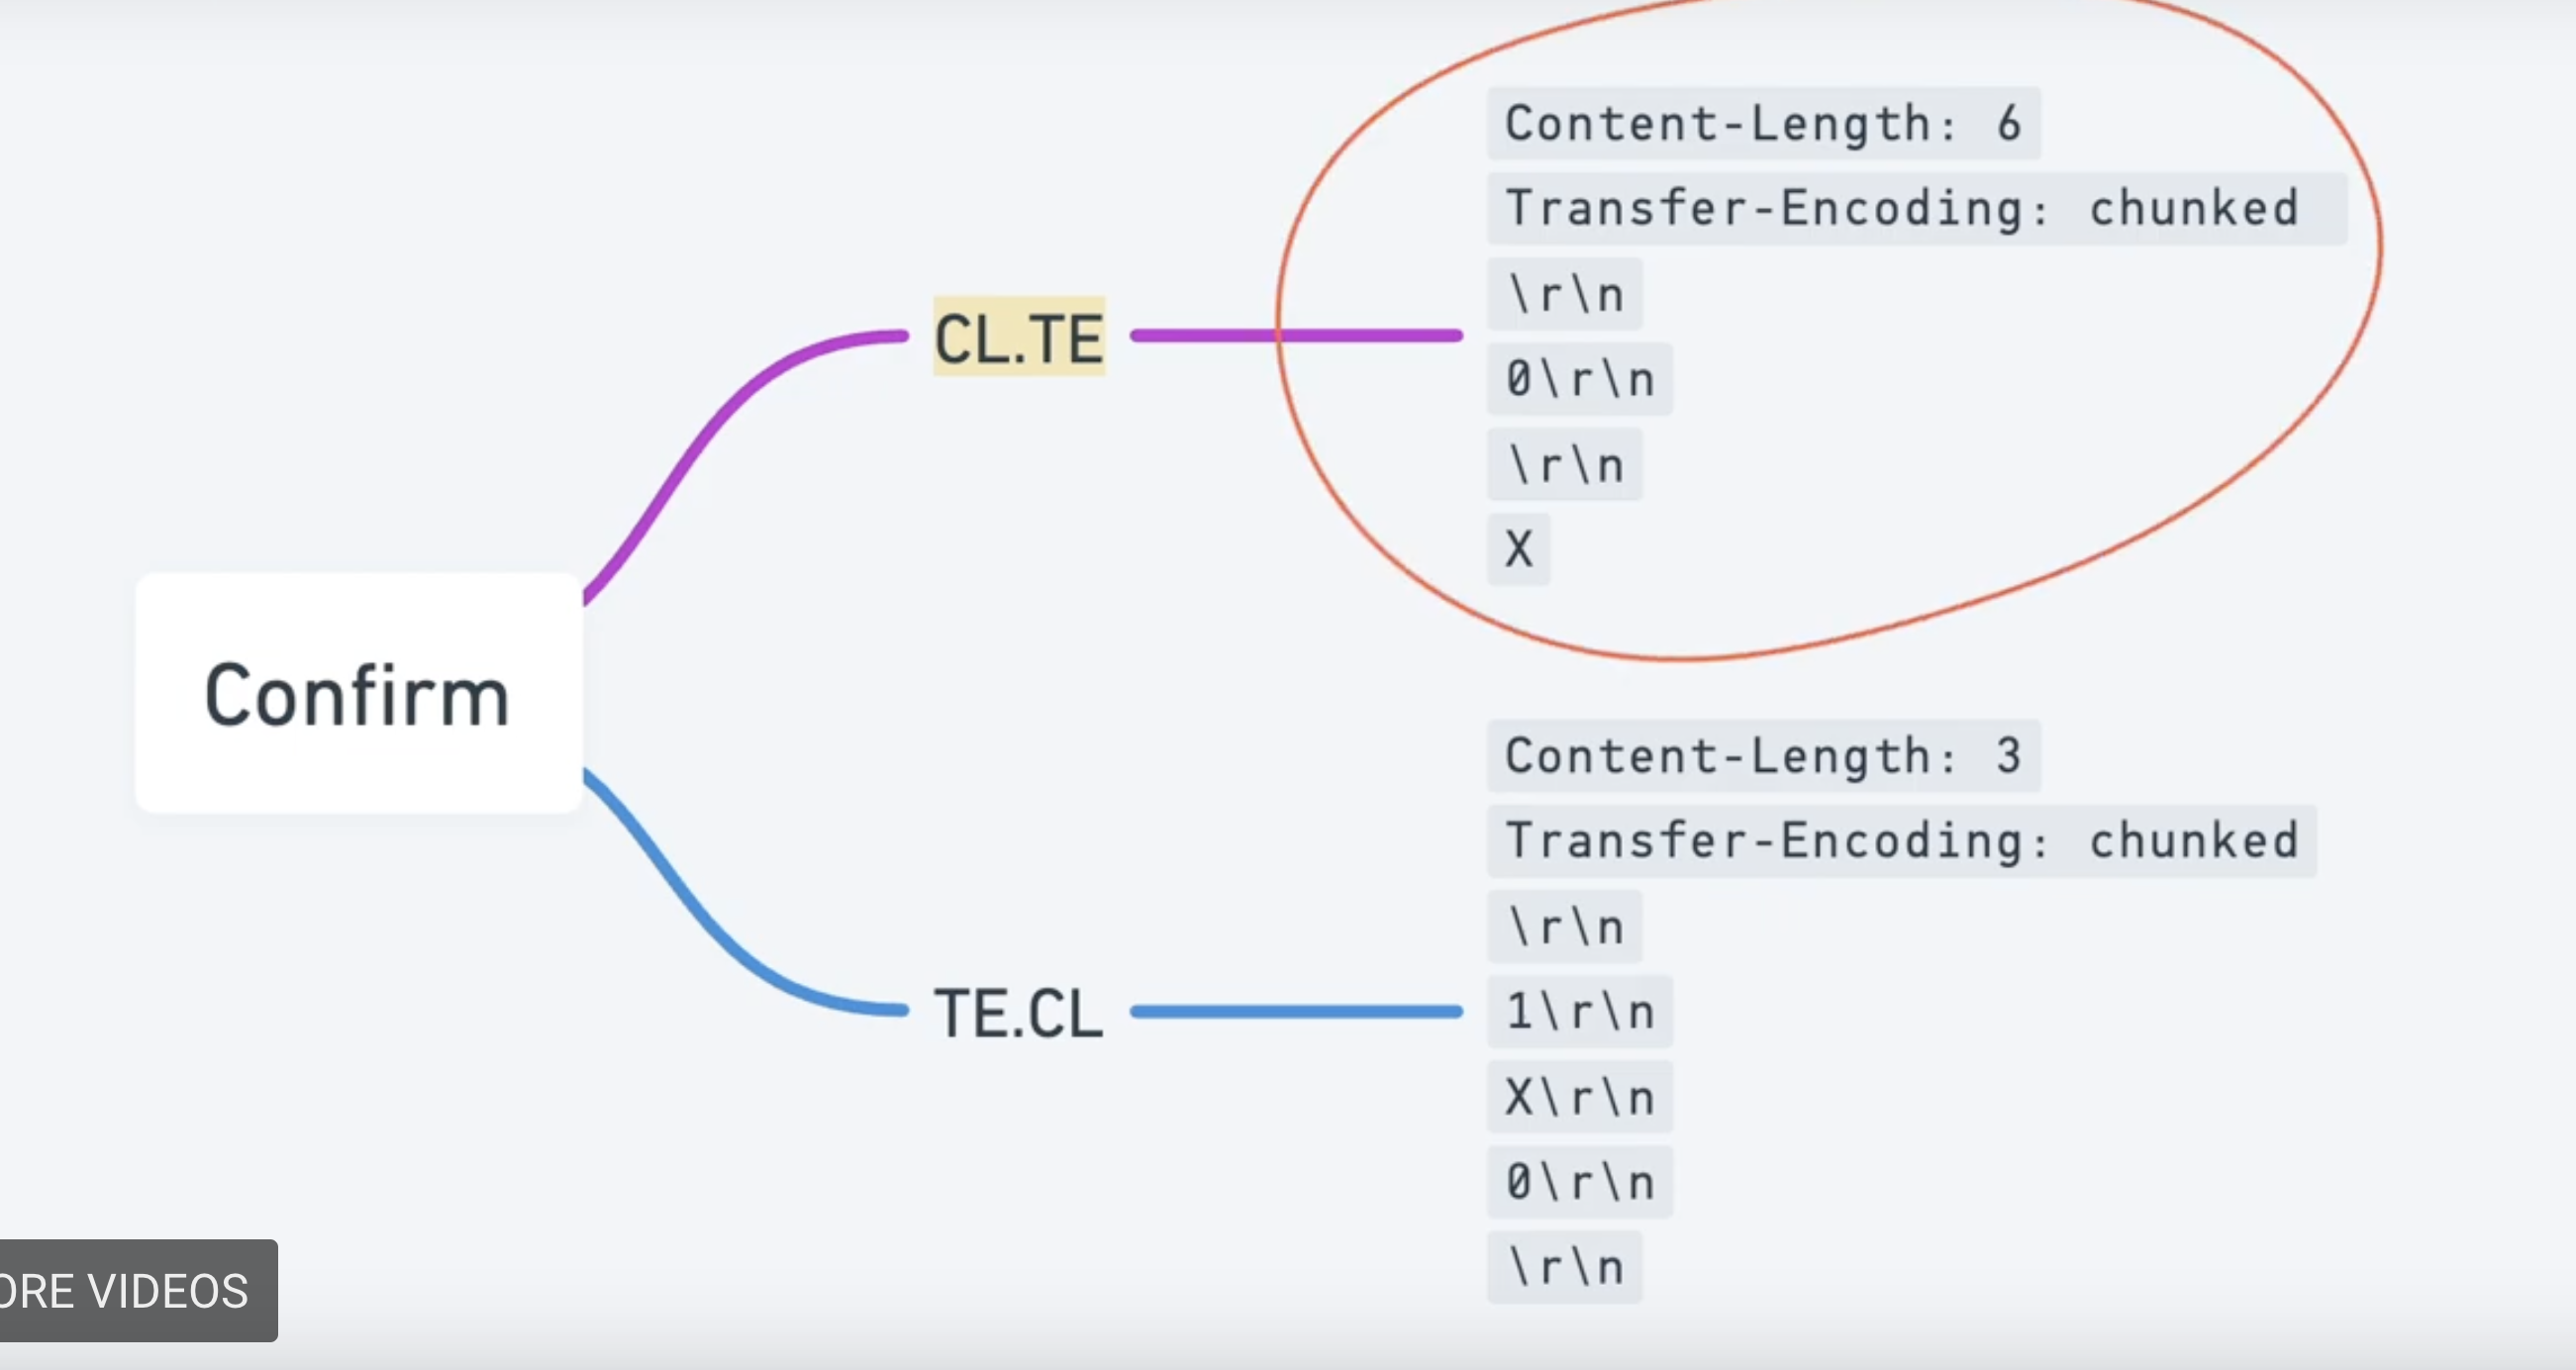 Confirm
CL.TE
Content-Length: 6
Transfer-Encoding: chunked
\r\n
0\r\n
\r\n
X
TE.CL
Content-Length: 3
Transfer-Encoding: chunked
\r\n
1\r\n
X\r\n
0\r\n
\r\n
ORE VIDEOS